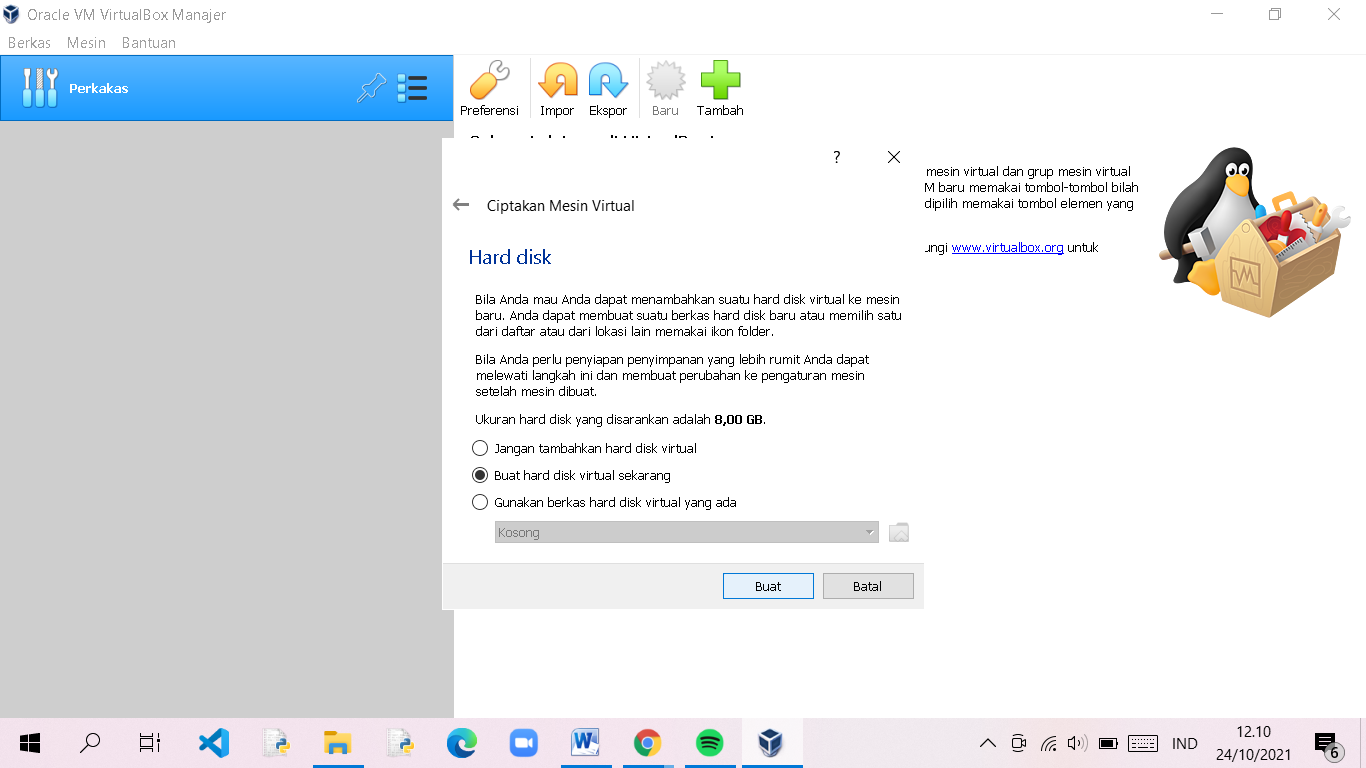 Oracle VM VirtualBox Manajer
Berkas Mesin Bantuan
Perkakas
Preferensi Impor Ekspor Baru Tambah
mesin virtual dan grup mesin virtual
M baru memakai tombol-tombol bilah
dipilih memakai tombol elemen yang
ungi www.virtualbox.org untuk
?
Ciptakan Mesin Virtual
Hard disk
Bila Anda mau Anda dapat menambahkan suatu hard disk virtual ke mesin
baru. Anda dapat membuat suatu berkas hard disk baru atau memilih satu
dari daftar atau dari lokasi lain memakai ikon folder.
Bila Anda perlu penyiapan penyimpanan yang lebih rumit Anda dapat
melewati langkah ini dan membuat perubahan ke pengaturan mesin
setelah mesin dibuat.
Ukuran hard disk yang disarankan adalah 8,00 GB.
Jangan tambahkan hard disk virtual
Buat hard disk virtual sekarang
Gunakan berkas hard disk virtual yang ada
Kosong
Buat Batal
IND
12.10
24/10/2021
6